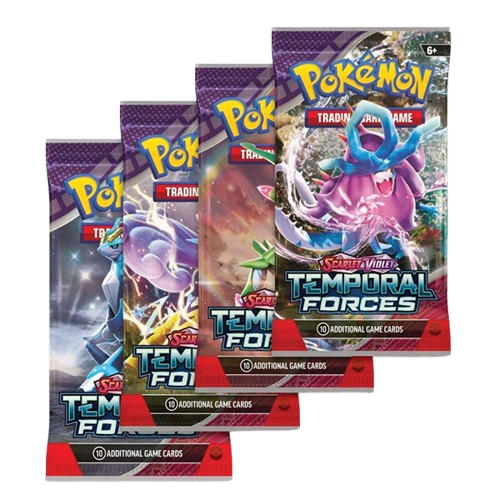 6+
POKéMON
TRADING CARD GAME
SCARLET & VIOLET
TEMPORAL
FORCES
10 ADDITIONAL GAME CARDS
10 ADDITIONAL GAME CARDS
10 ADDITIONAL GAME CARDS
FORCES
10 ADDITIONAL GAME CARDS